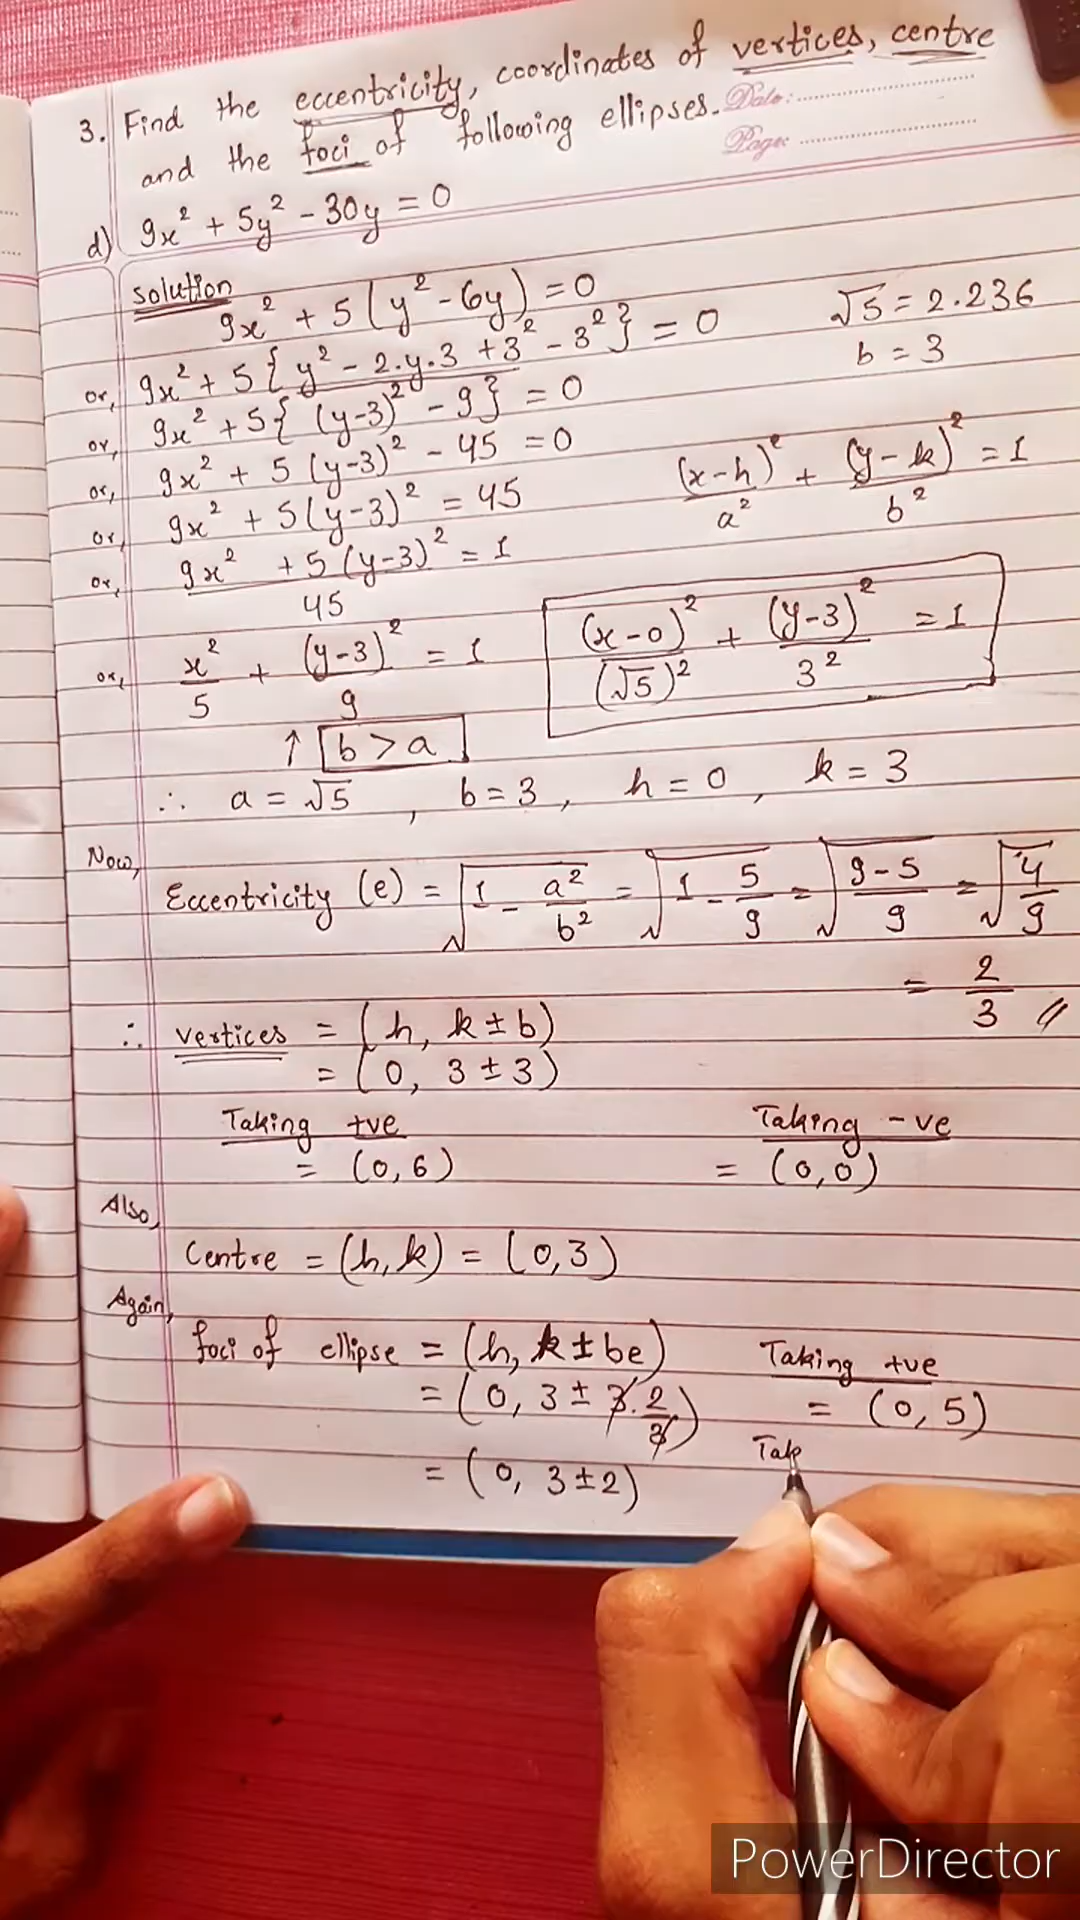 3. Find the eccentricity, coordinates of vertices, centre
and the foci of following ellipses.
Date:
Page:
d) 9x² + 5y² - 30y = 0
solution
9x² + 5(y² - 6y) = 0
√5 = 2.236
or, 9x² + 5{y² - 2.y.3 + 3² - 3²} = 0
b = 3
or, 9x² + 5{(y-3)² - 9} = 0
or, 9x² + 5(y-3)² - 45 = 0
(x-h)²/a² + (y-k)²/b² = 1
or, 9x² + 5(y-3)² = 45
or, 9x² + 5(y-3)²/45 = 1
or, x²/5 + (y-3)²/9 = 1
(x-0)²/(√5)² + (y-3)²/3² = 1
↑ b > a
∴ a = √5, b = 3, h = 0, k = 3
Now,
Eccentricity (e) = √(1 - a²/b²) = √(1 - 5/9) = √((9-5)/9) = √(4/9)
= 2/3 //
∴ vertices = (h, k ± b)
= (0, 3 ± 3)
Taking +ve
= (0, 6)
Taking -ve
= (0, 0)
Also,
Centre = (h, k) = (0, 3)
Again,
foci of ellipse = (h, k ± be)
= (0, 3 ± 3. 2/3)
= (0, 3 ± 2)
Taking +ve
= (0, 5)
Tak
PowerDirector